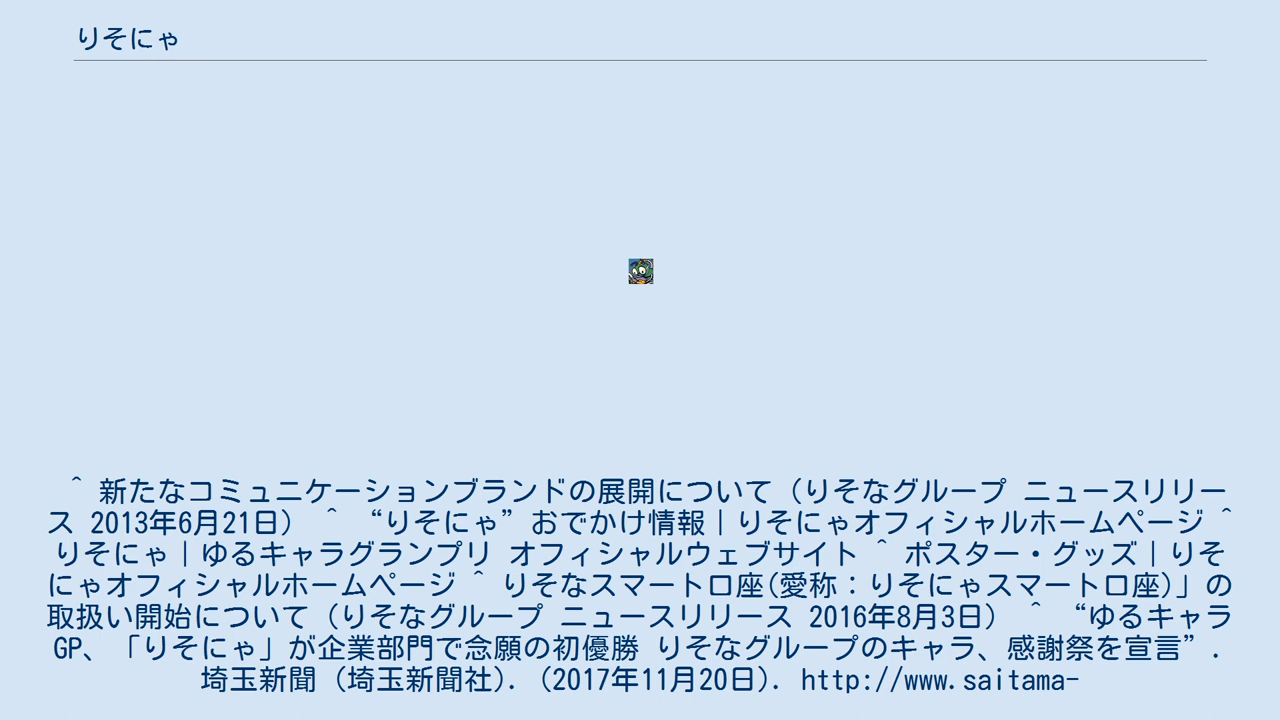 りそにゃ
^ 新たなコミュニケーションブランドの展開について (りそなグループ ニュースリリー
ス 2013年6月21日) ^ “りそにゃ” おでかけ情報|りそにゃオフィシャルホームページ ^
りそにゃ|ゆるキャラグランプリ オフィシャルウェブサイト ^ ポスター・グッズ|りそ
にゃオフィシャルホームページ ^ りそなスマート口座(愛称：りそにゃスマート口座)」の
取扱い開始について (りそなグループ ニュースリリース 2016年8月3日) ^ “ゆるキャラ
GP、「りそにゃ」が企業部門で念願の初優勝 りそなグループのキャラ、感謝祭を宣言”.
埼玉新聞 (埼玉新聞社). (2017年11月20日). http://www.saitama-